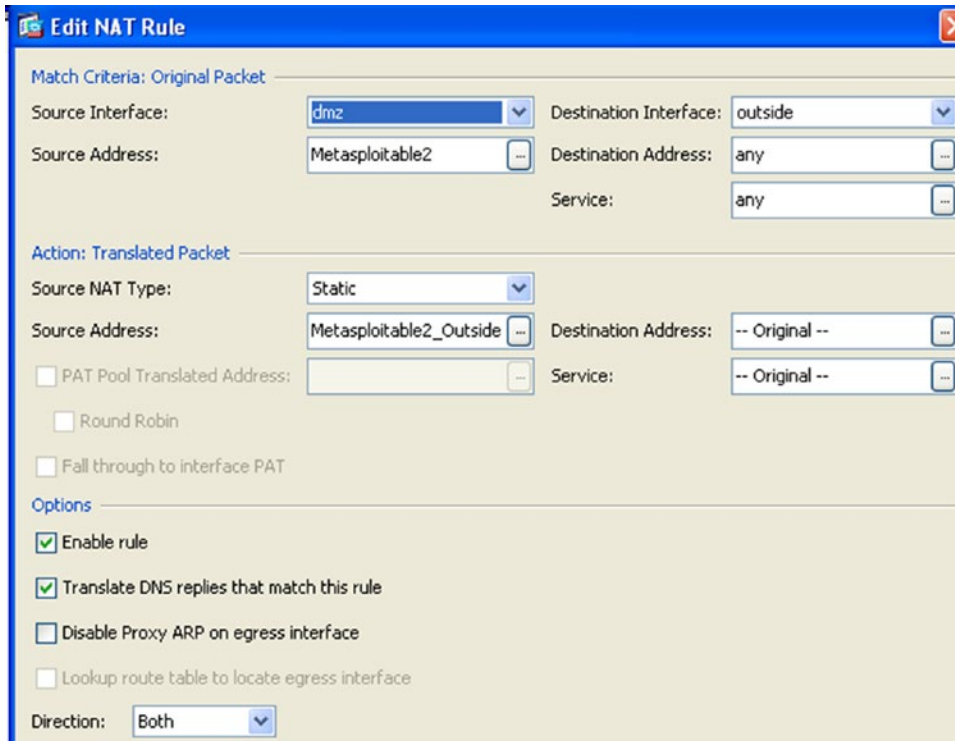 Edit NAT Rule
Match Criteria: Original Packet
Source Interface: dmz Destination Interface: outside
Source Address: Metasploitable2 ... Destination Address: any ...
Service: any ...
Action: Translated Packet
Source NAT Type: Static
Source Address: Metasploitable2_Outside ... Destination Address: -- Original -- ...
PAT Pool Translated Address: ... Service: -- Original -- ...
Round Robin
Fall through to interface PAT
Options
Enable rule
Translate DNS replies that match this rule
Disable Proxy ARP on egress interface
Lookup route table to locate egress interface
Direction: Both